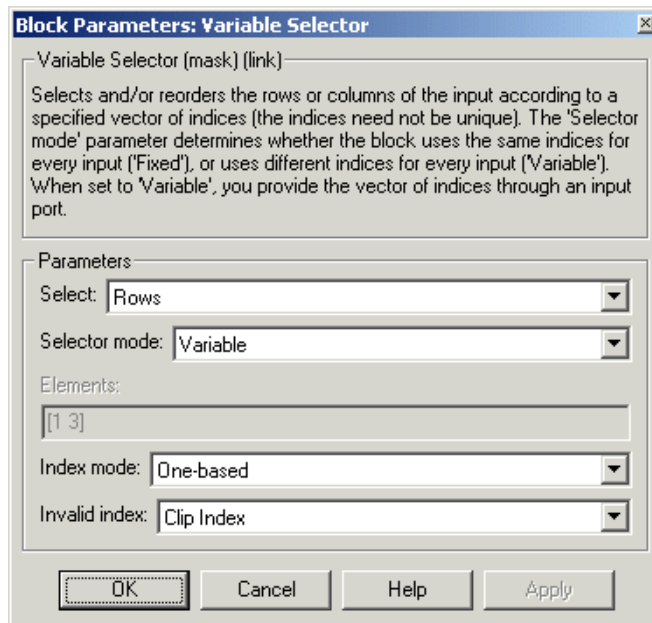 Block Parameters: Variable Selector
Variable Selector (mask) (link)
Selects and/or reorders the rows or columns of the input according to a
specified vector of indices (the indices need not be unique). The 'Selector
mode' parameter determines whether the block uses the same indices for
every input ('Fixed'), or uses different indices for every input ('Variable').
When set to 'Variable', you provide the vector of indices through an input
port.
Parameters
Select: Rows
Selector mode: Variable
Elements:
[1 3]
Index mode: One-based
Invalid index: Clip Index
OK Cancel Help Apply